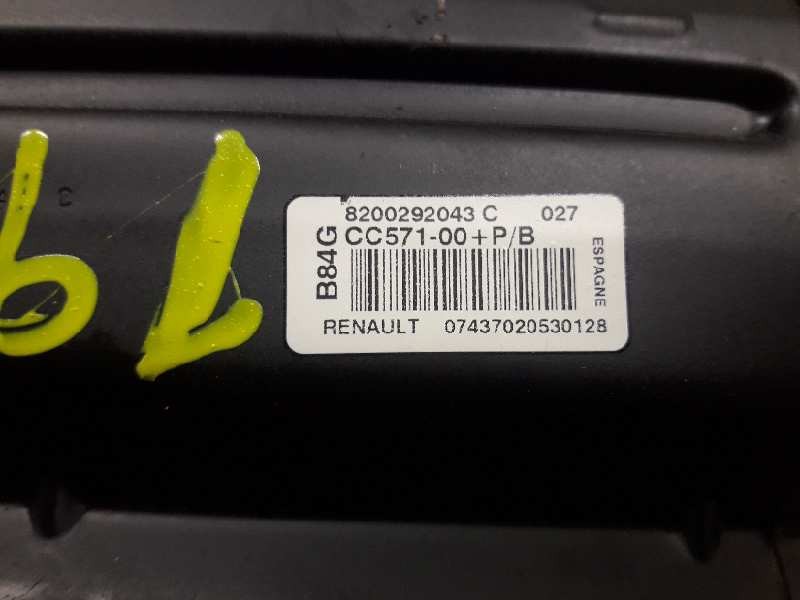 8200292043 C 027
B84G
CC571-00+P/B
ESPAGNE
RENAULT 07437020530128